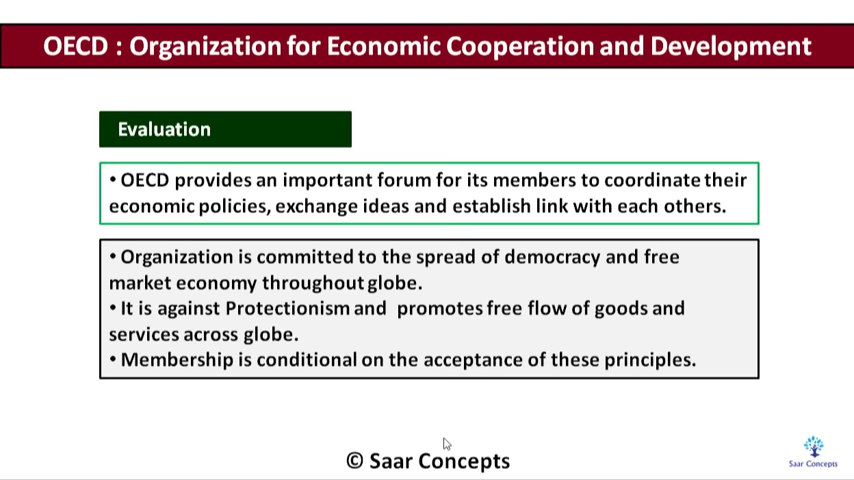 OECD : Organization for Economic Cooperation and Development
Evaluation
• OECD provides an important forum for its members to coordinate their
economic policies, exchange ideas and establish link with each others.
• Organization is committed to the spread of democracy and free
market economy throughout globe.
• It is against Protectionism and promotes free flow of goods and
services across globe.
• Membership is conditional on the acceptance of these principles.
© Saar Concepts
Saar Concepts